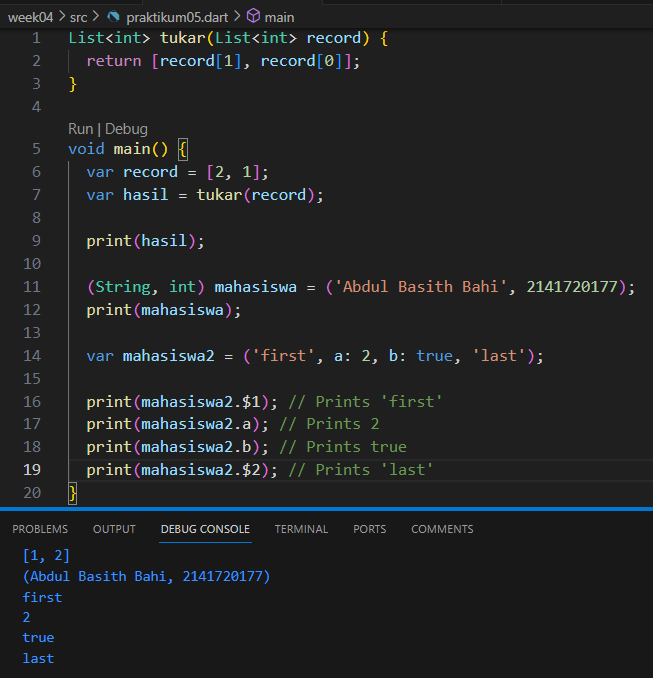 week04 > src > praktikum05.dart > main
1 List<int> tukar(List<int> record) {
2   return [record[1], record[0]];
3 }
4
Run | Debug
5 void main() {
6   var record = [2, 1];
7   var hasil = tukar(record);
8
9   print(hasil);
10
11   (String, int) mahasiswa = ('Abdul Basith Bahi', 2141720177);
12   print(mahasiswa);
13
14   var mahasiswa2 = ('first', a: 2, b: true, 'last');
15
16   print(mahasiswa2.$1); // Prints 'first'
17   print(mahasiswa2.a); // Prints 2
18   print(mahasiswa2.b); // Prints true
19   print(mahasiswa2.$2); // Prints 'last'
20 }
PROBLEMS OUTPUT DEBUG CONSOLE TERMINAL PORTS COMMENTS
[1, 2]
(Abdul Basith Bahi, 2141720177)
first
2
true
last